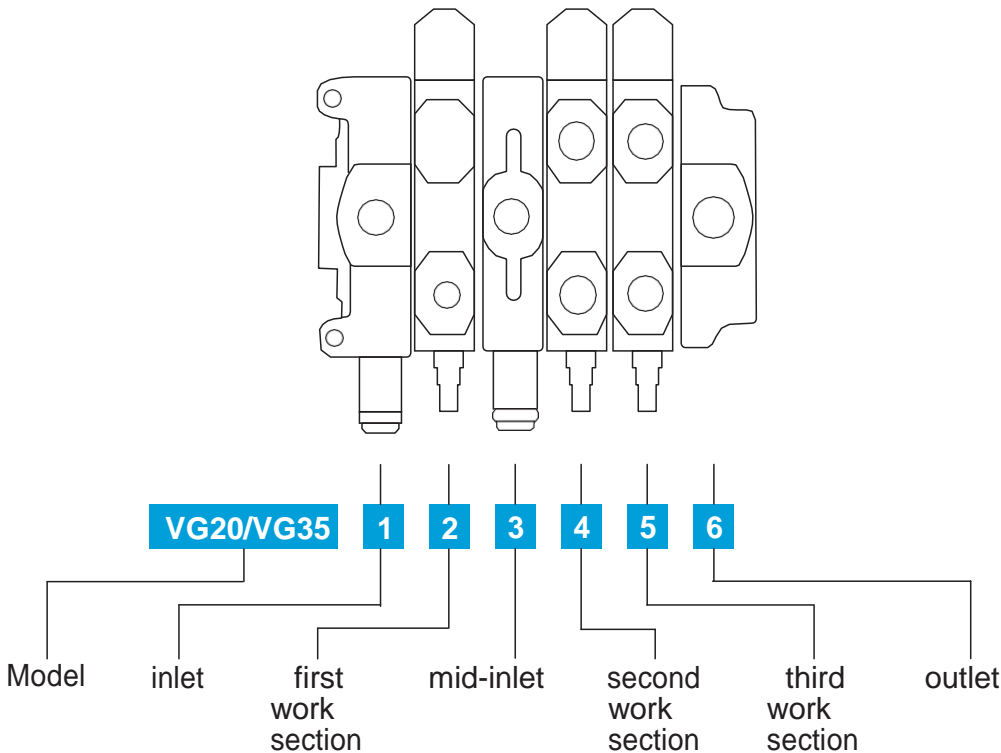 VG20/VG35 1 2 3 4 5 6
Model
inlet
first
work
section
mid-inlet
second
work
section
third
work
section
outlet